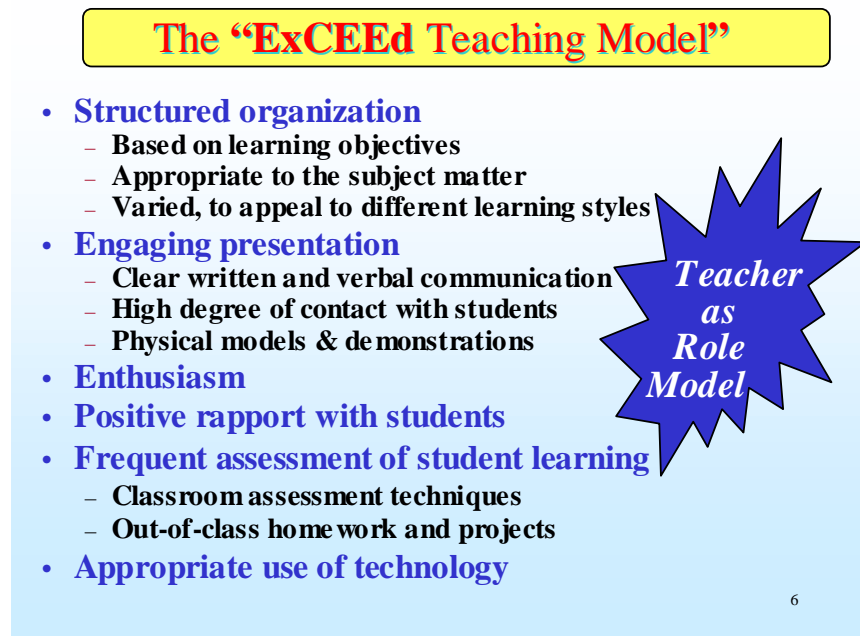 The “ExCEEd Teaching Model”
• Structured organization
– Based on learning objectives
– Appropriate to the subject matter
– Varied, to appeal to different learning styles
• Engaging presentation
– Clear written and verbal communication
– High degree of contact with students
– Physical models & demonstrations
• Enthusiasm
• Positive rapport with students
• Frequent assessment of student learning
– Classroom assessment techniques
– Out-of-class homework and projects
• Appropriate use of technology
Teacher
as
Role
Model
6